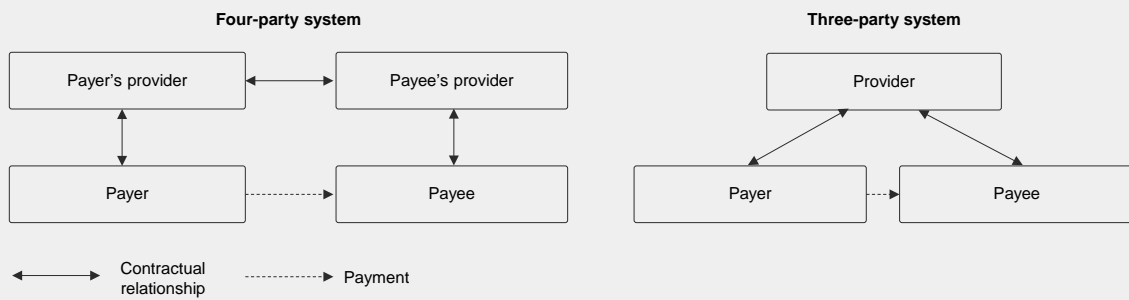 Four-party system
Three-party system
Payer’s provider
Payee’s provider
Provider
Payer
Payee
Payer
Payee
Contractual
relationship
Payment